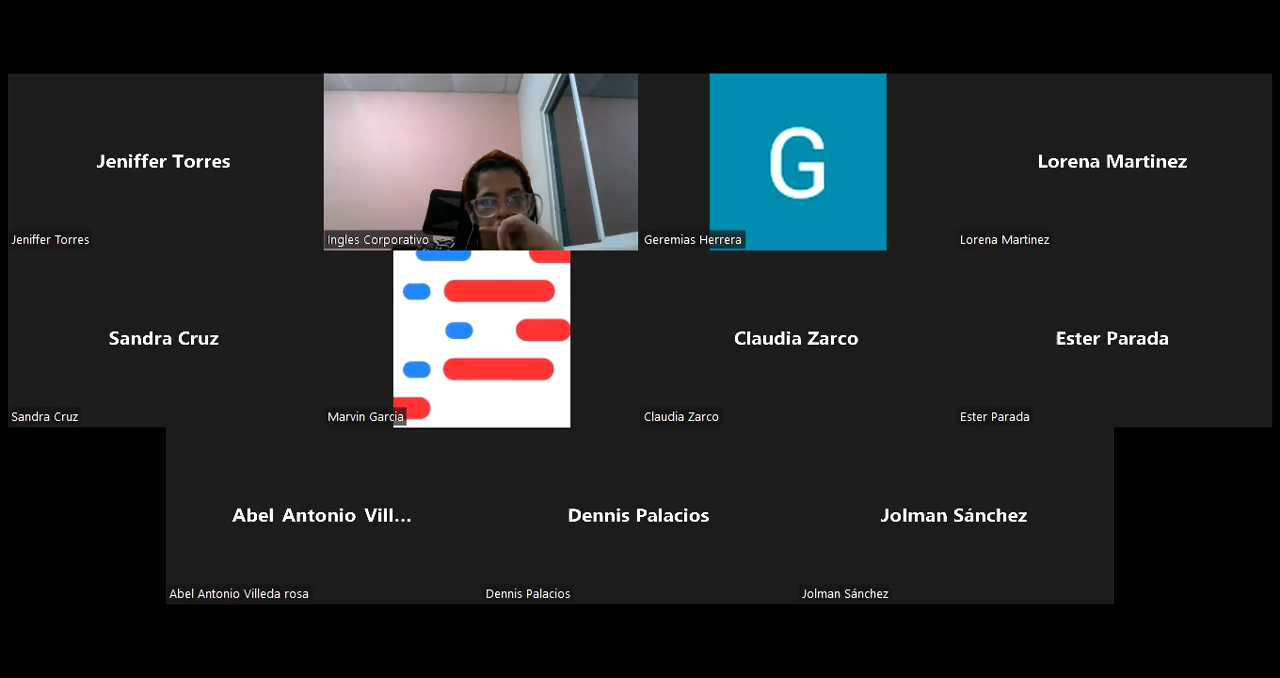 Jeniffer Torres
Jeniffer Torres
Ingles Corporativo
G
Geremias Herrera
Lorena Martinez
Lorena Martinez
Sandra Cruz
Sandra Cruz
Marvin Garcia
Claudia Zarco
Claudia Zarco
Ester Parada
Ester Parada
Abel Antonio Vill...
Abel Antonio Villeda rosa
Dennis Palacios
Dennis Palacios
Jolman Sánchez
Jolman Sánchez